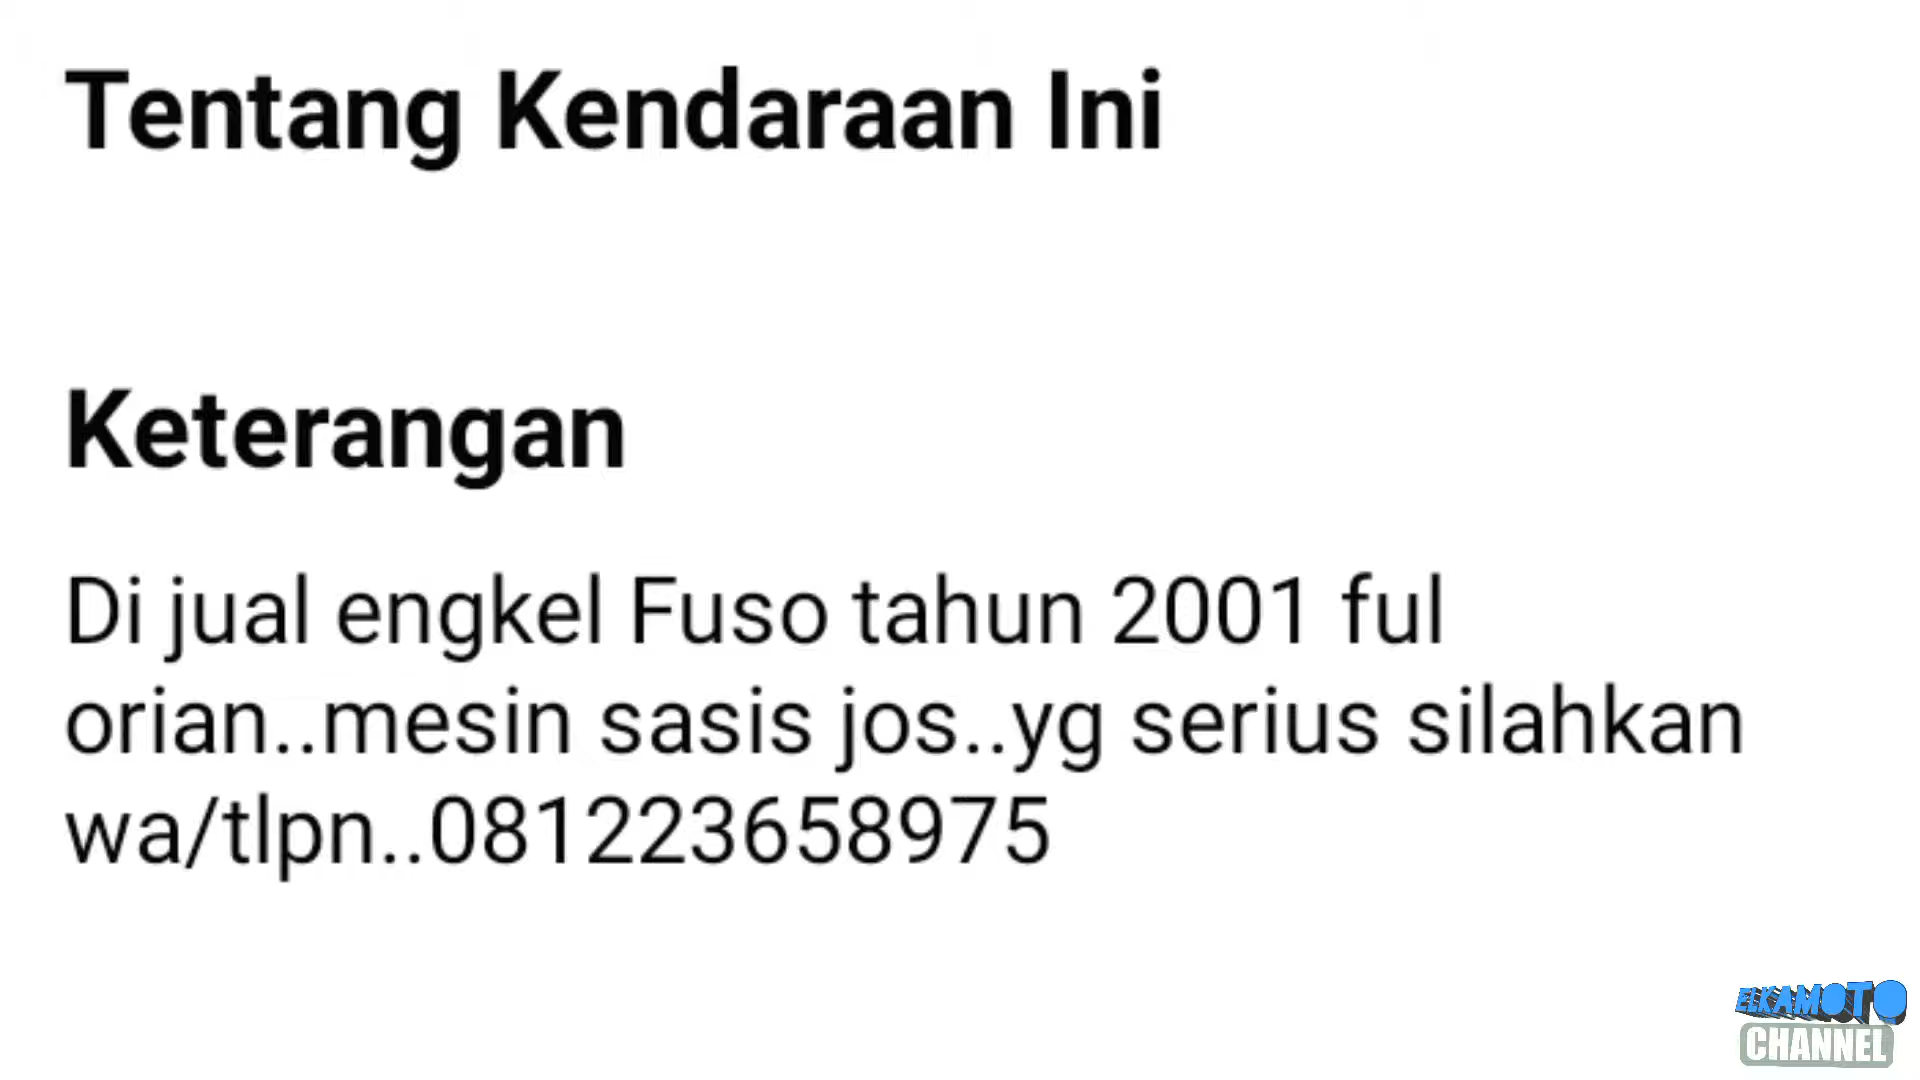 Tentang Kendaraan Ini
Keterangan
Di jual engkel Fuso tahun 2001 ful
orian..mesin sasis jos..yg serius silahkan
wa/tlpn..081223658975
ELKAMOTO
CHANNEL